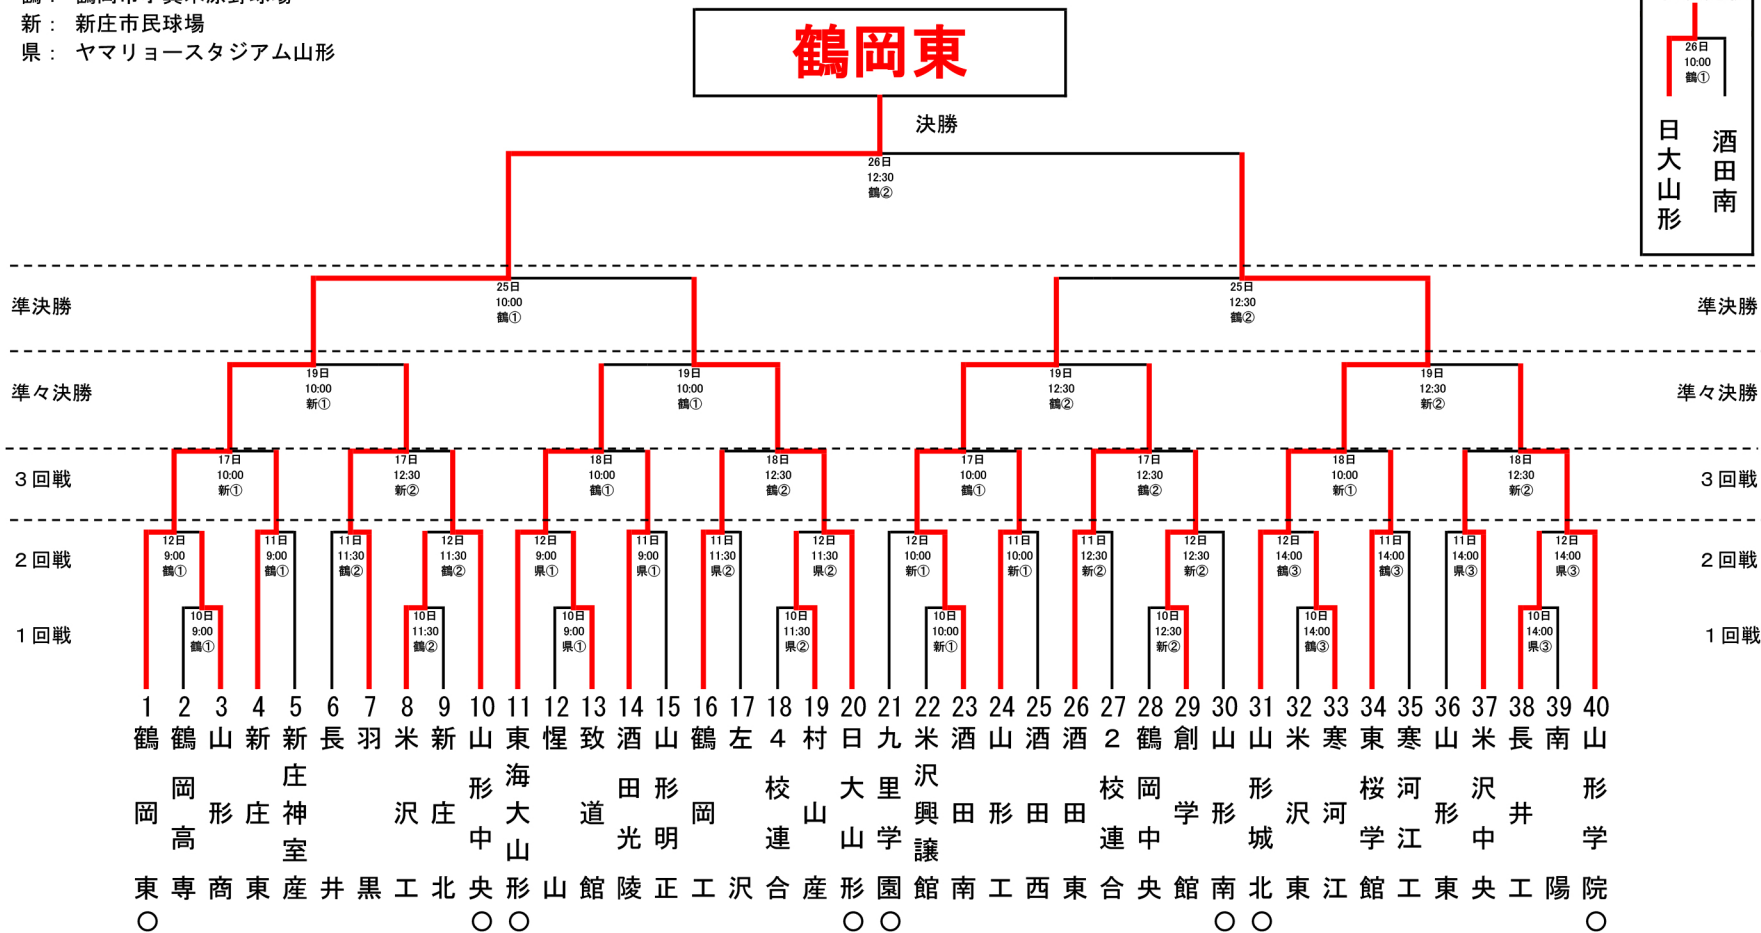 新： 新庄市民球場
県： ヤマリョースタジアム山形
鶴岡東
決勝
26日
12:30
鶴②
26日
10:00
鶴①
日大山形
酒田南
準決勝
25日
10:00
鶴①
25日
12:30
鶴②
準決勝
準々決勝
19日
10:00
新①
19日
10:00
鶴①
19日
12:30
鶴②
19日
12:30
新②
準々決勝
３回戦
17日
10:00
新①
17日
12:30
新②
18日
10:00
鶴①
18日
12:30
鶴②
17日
10:00
鶴①
17日
12:30
鶴②
18日
10:00
新①
18日
12:30
新②
３回戦
２回戦
12日
9:00
鶴①
11日
9:00
鶴①
11日
11:30
鶴②
12日
11:30
鶴②
12日
9:00
県①
11日
9:00
県①
11日
11:30
県②
12日
11:30
県②
12日
10:00
新①
11日
10:00
新①
11日
12:30
新②
12日
12:30
新②
12日
14:00
鶴③
11日
14:00
鶴③
11日
14:00
県③
12日
14:00
県③
２回戦
１回戦
10日
9:00
鶴①
10日
11:30
鶴②
10日
9:00
県①
10日
11:30
県②
10日
10:00
新①
10日
12:30
新②
10日
14:00
鶴③
10日
14:00
県③
１回戦
1 鶴岡東 ○
2 鶴岡高専
3 山形商
4 新庄東
5 新庄神室産
6 長井
7 羽黒
8 米沢工
9 新庄北
10 山形中央 ○
11 東海大山形 ○
12 惺山
13 致道館
14 酒田光陵
15 山形明正
16 鶴岡工
17 左沢
18 4校連合
19 村山産
20 日大山形 ○
21 九里学園 ○
22 米沢興譲館
23 酒田南
24 山形工
25 酒田西
26 酒田東
27 2校連合
28 鶴岡中央
29 創学館
30 山形南 ○
31 山形城北 ○
32 米沢東
33 寒河江
34 東桜学館
35 寒河江工
36 山形東
37 米沢中央
38 長井工
39 南陽
40 山形学院 ○